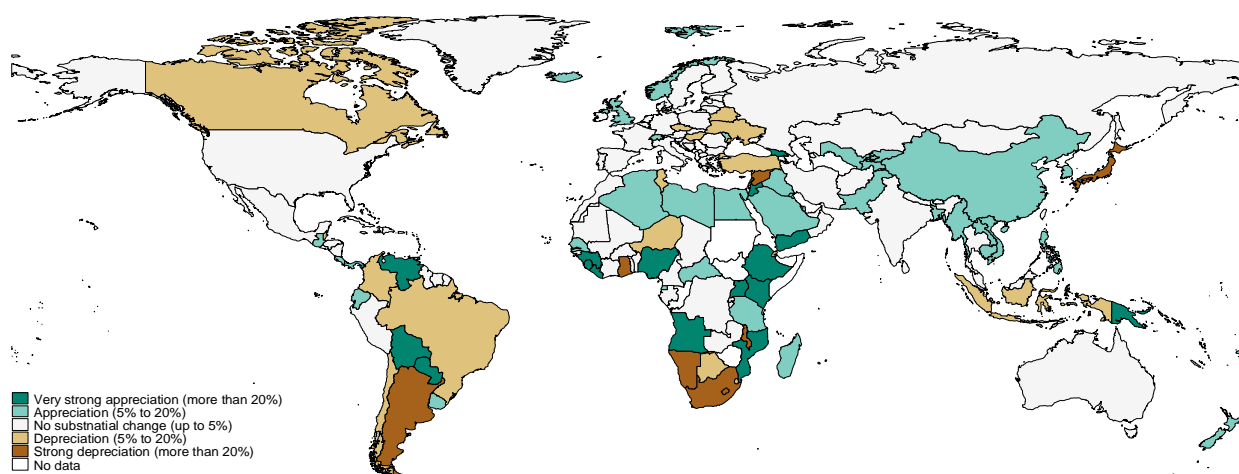 Very strong appreciation (more than 20%)
Appreciation (5% to 20%)
No substnatial change (up to 5%)
Depreciation (5% to 20%)
Strong depreciation (more than 20%)
No data